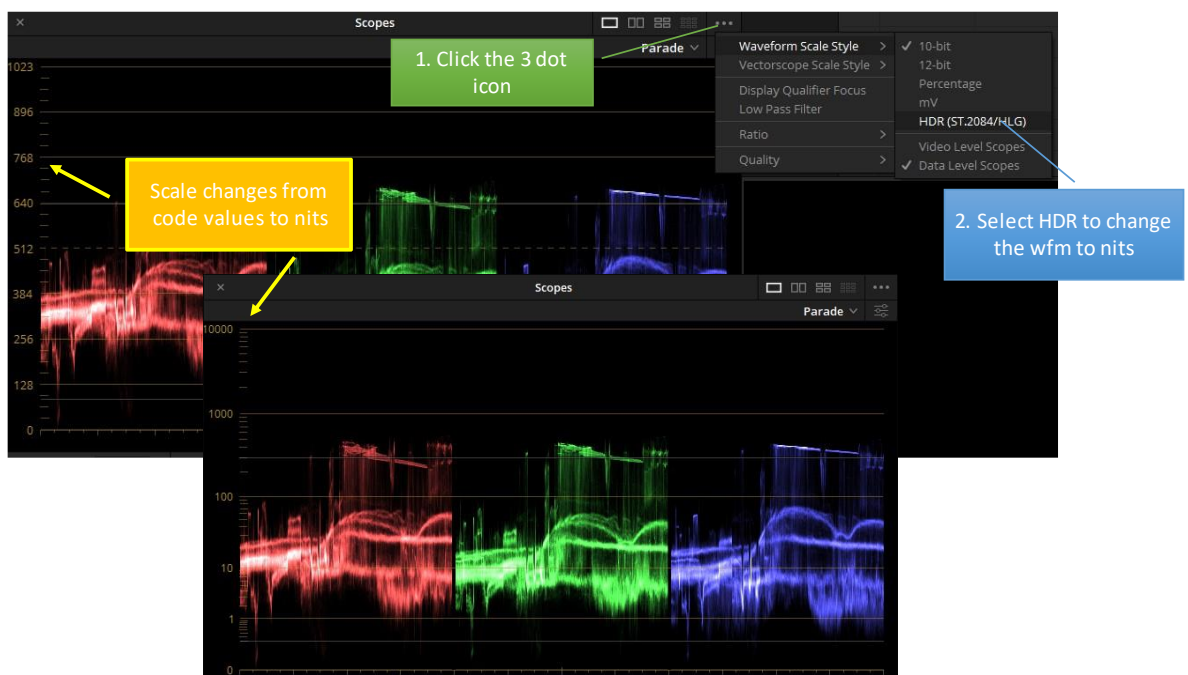 × Scopes •••
Parade
1. Click the 3 dot
icon
Waveform Scale Style >
Vectorscope Scale Style >
Display Qualifier Focus
Low Pass Filter
Ratio >
Quality >
✓ 10-bit
12-bit
Percentage
mV
HDR (ST.2084/HLG)
Video Level Scopes
✓ Data Level Scopes
2. Select HDR to change
the wfm to nits
Scale changes from
code values to nits
1023
896
768
640
512
384
256
128
0
× Scopes •••
Parade
10000
1000
100
10
1
0